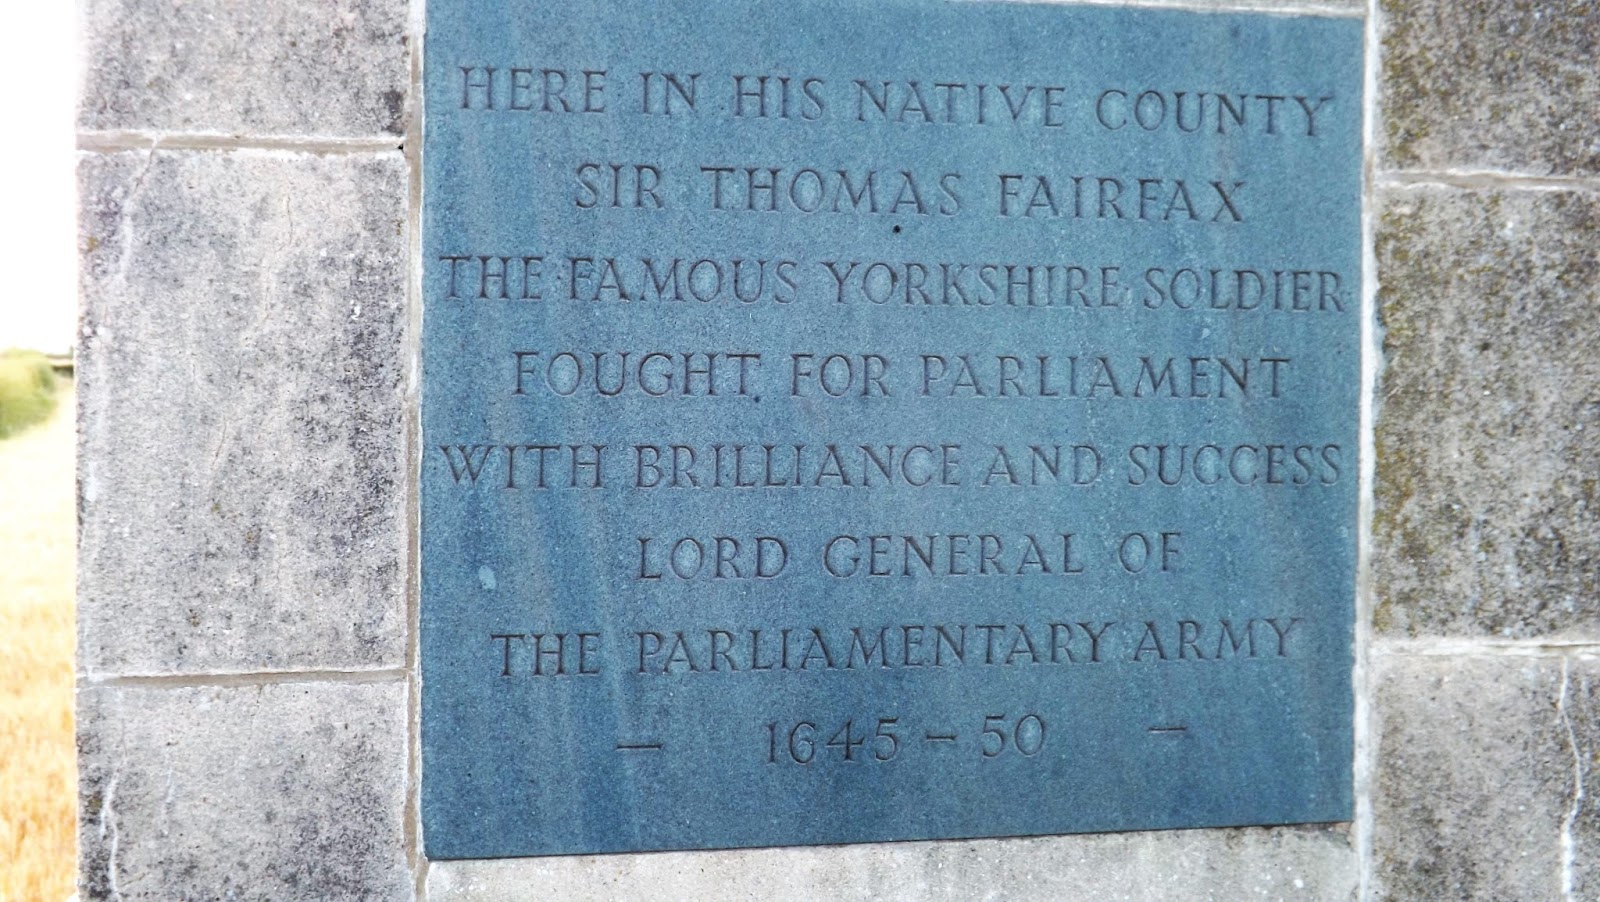 HERE IN HIS NATIVE COUNTY
SIR THOMAS FAIRFAX
THE FAMOUS YORKSHIRE SOLDIER
FOUGHT FOR PARLIAMENT
WITH BRILLIANCE AND SUCCESS
LORD GENERAL OF
THE PARLIAMENTARY ARMY
— 1645 – 50 —